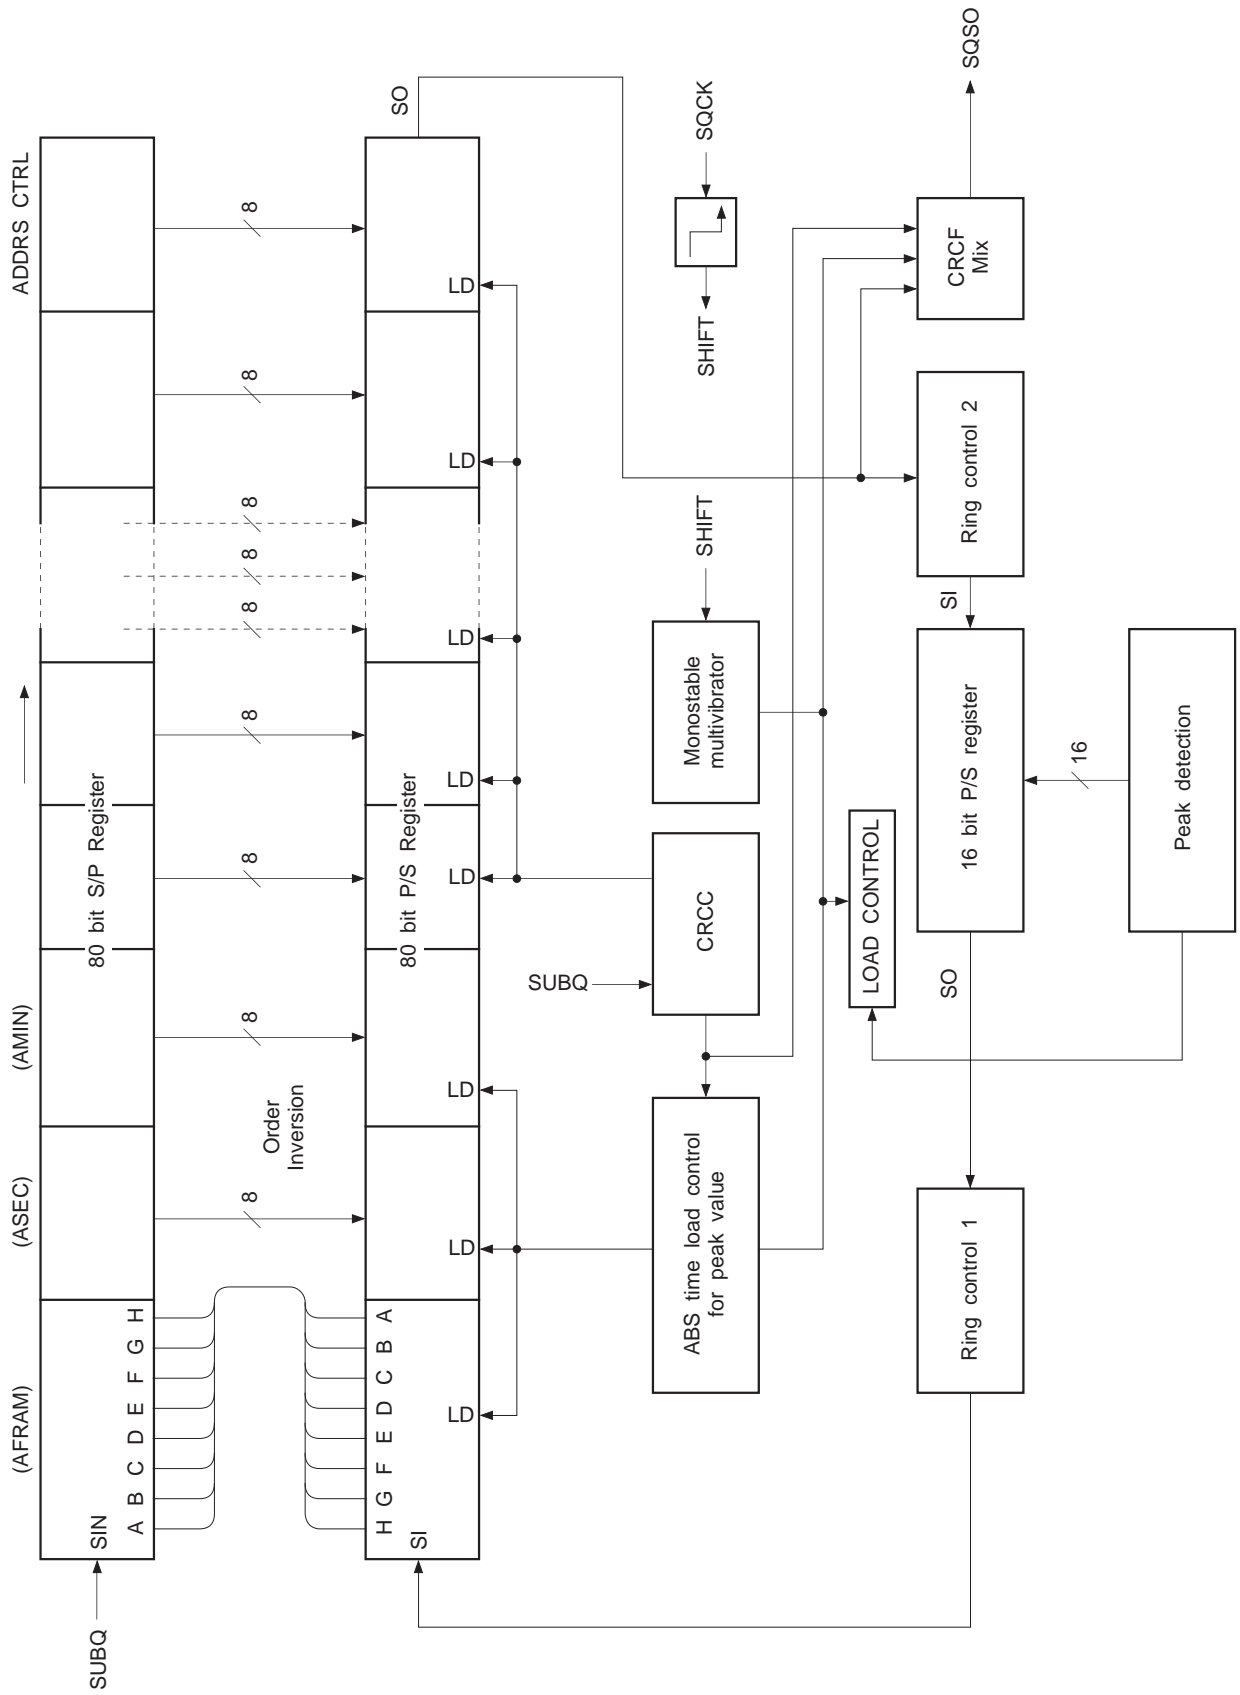 (AFRAM)
(ASEC)
(AMIN)
ADDRS CTRL
SUBQ
SIN
80 bit S/P Register
A B C D E F G H
8
8
8
8
8
8
8
8
8
Order
Inversion
H G F E D C B A
SI
80 bit P/S Register
SO
LD
LD
LD
LD
LD
LD
LD
LD
SUBQ
ABS time load control
for peak value
CRCC
Monostable
multivibrator
SHIFT
SHIFT
SQCK
LOAD CONTROL
Ring control 1
SO
16 bit P/S register
SI
Ring control 2
CRCF
Mix
SQSO
16
Peak detection